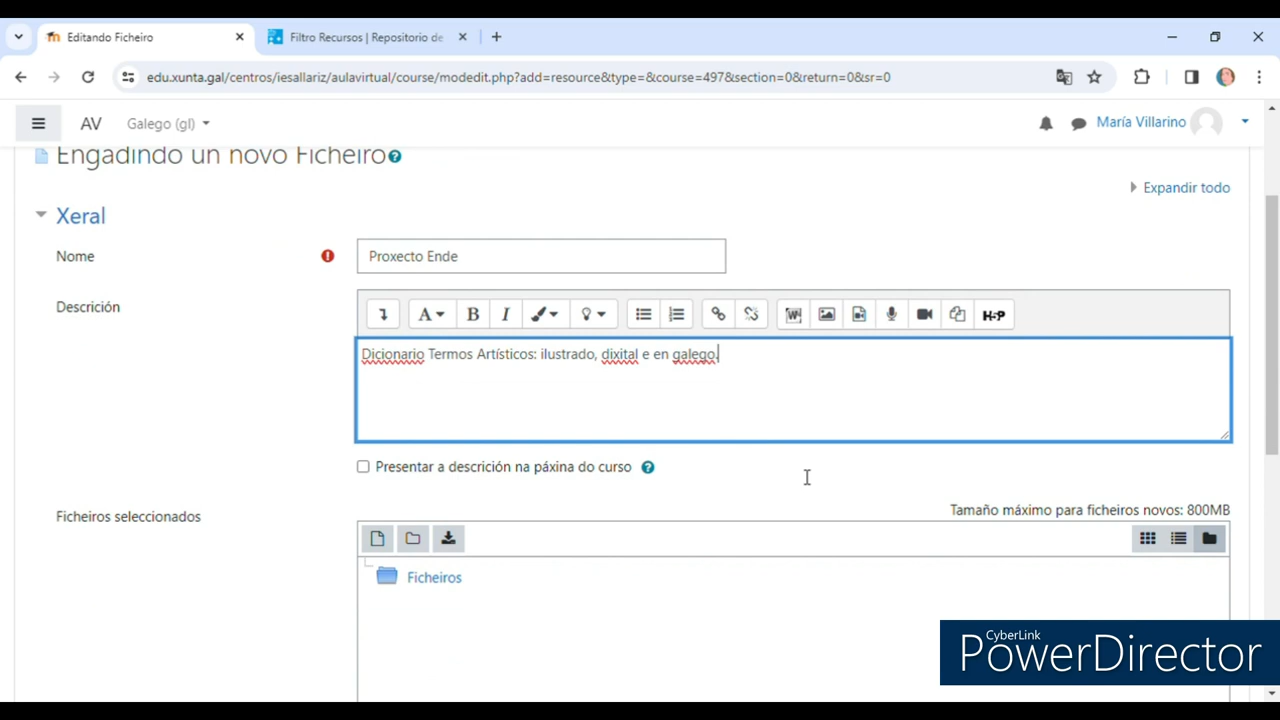 Editando Ficheiro
Filtro Recursos | Repositorio de
edu.xunta.gal/centros/iesallariz/aulavirtual/course/modedit.php?add=resource&type=&course=497&section=0&return=0&sr=0
AV Galego (gl) María Villarino
Engadindo un novo Ficheiro
Expandir todo
Xeral
Nome Proxecto Ende
Descrición
A B I H-P
Dicionario Termos Artísticos: ilustrado, dixital e en galego.
Presentar a descrición na páxina do curso
Tamaño máximo para ficheiros novos: 800MB
Ficheiros seleccionados
Ficheiros
CyberLink
PowerDirector